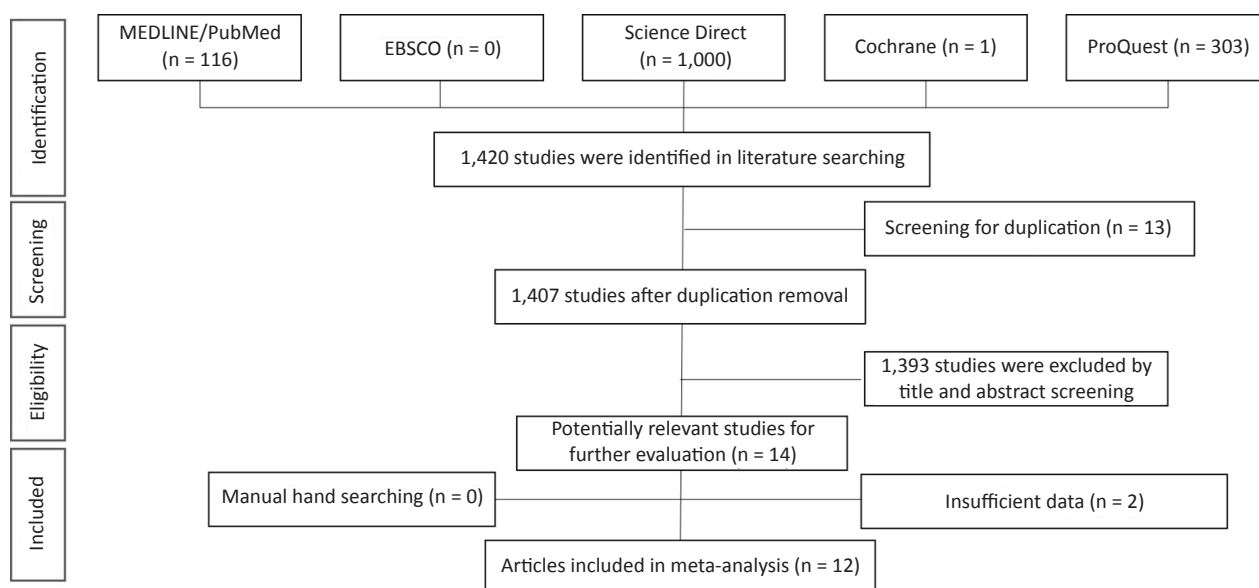 MEDLINE/PubMed
(n = 116)
EBSCO (n = 0)
Science Direct
(n = 1,000)
Cochrane (n = 1)
ProQuest (n = 303)
Identification
1,420 studies were identified in literature searching
Screening
Screening for duplication (n = 13)
1,407 studies after duplication removal
Eligibility
1,393 studies were excluded by
title and abstract screening
Potentially relevant studies for
further evaluation (n = 14)
Included
Manual hand searching (n = 0)
Insufficient data (n = 2)
Articles included in meta-analysis (n = 12)